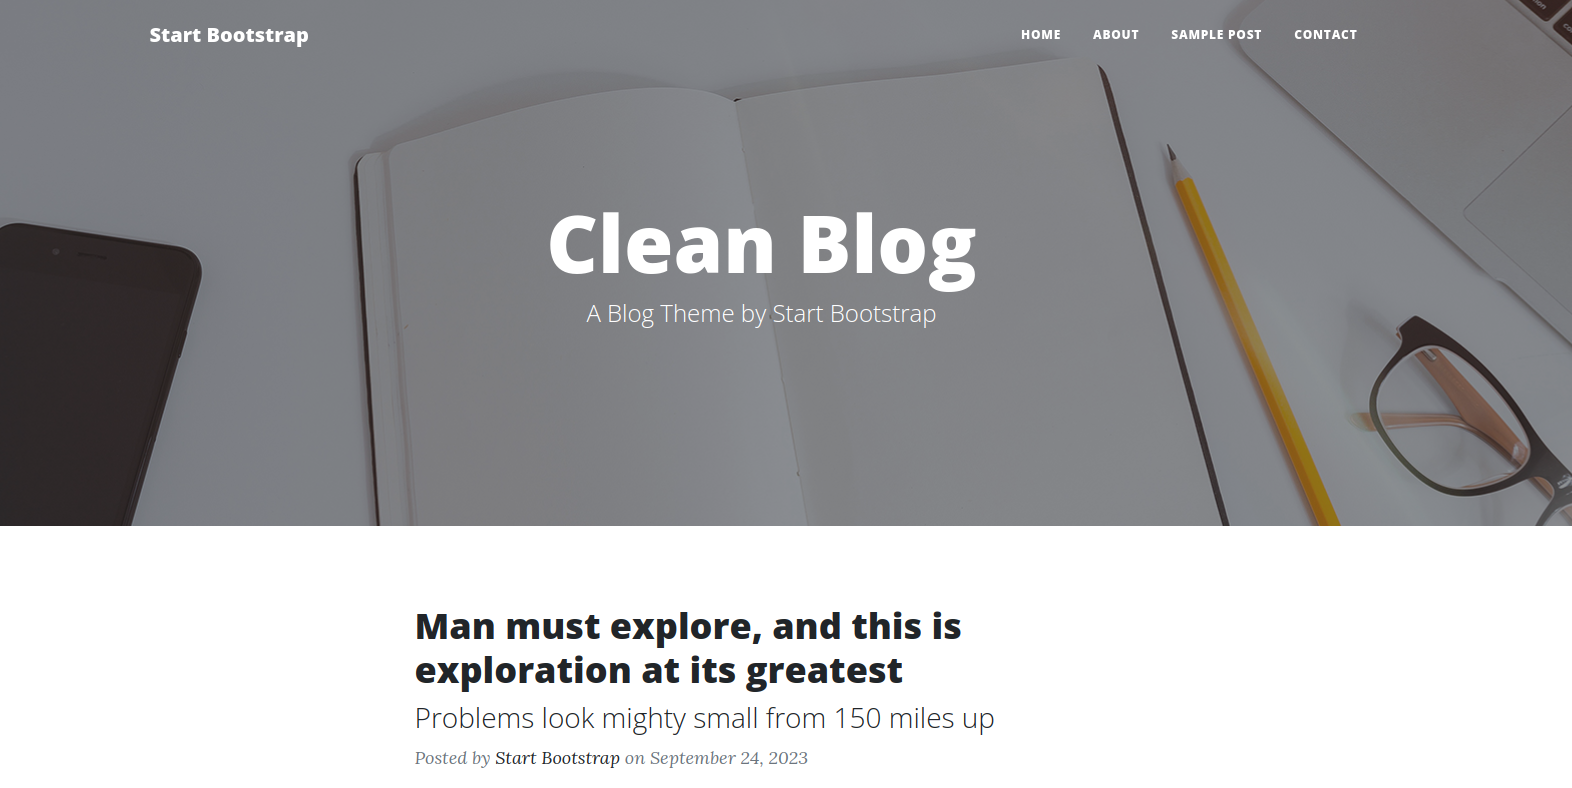 Start Bootstrap
HOME ABOUT SAMPLE POST CONTACT
Clean Blog
A Blog Theme by Start Bootstrap
Man must explore, and this is
exploration at its greatest
Problems look mighty small from 150 miles up
Posted by Start Bootstrap on September 24, 2023